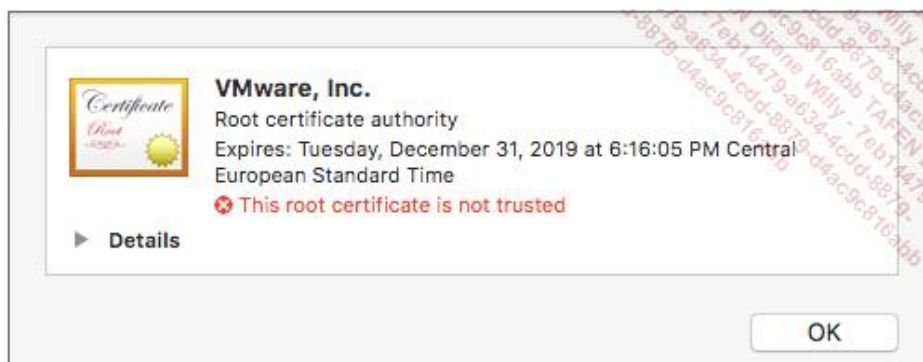 Certificate
Root
VMware, Inc.
Root certificate authority
Expires: Tuesday, December 31, 2019 at 6:16:05 PM Central
European Standard Time
This root certificate is not trusted
Details
OK